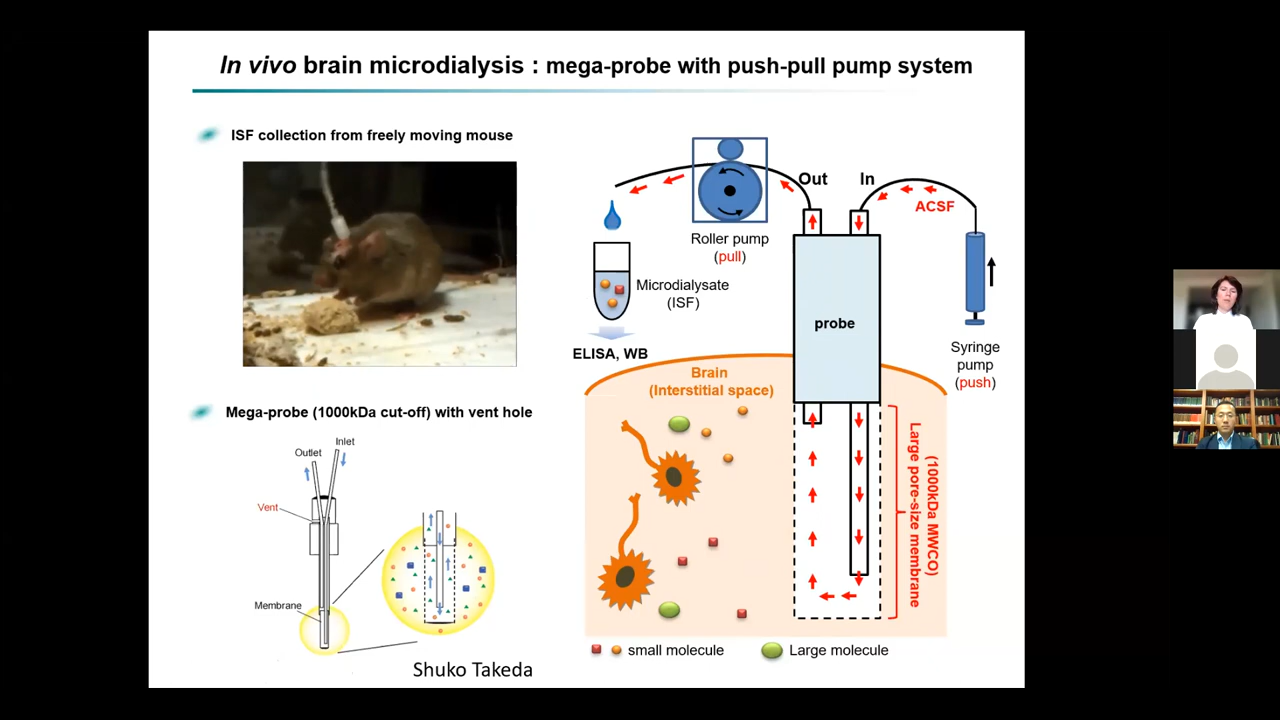 In vivo brain microdialysis : mega-probe with push-pull pump system
ISF collection from freely moving mouse
Mega-probe (1000kDa cut-off) with vent hole
Outlet
Inlet
Vent
Membrane
Shuko Takeda
Out
In
ACSF
Roller pump
(pull)
Microdialysate
(ISF)
ELISA, WB
probe
Syringe
pump
(push)
Brain
(Interstitial space)
(1000kDa MWCO)
Large pore-size membrane
small molecule
Large molecule